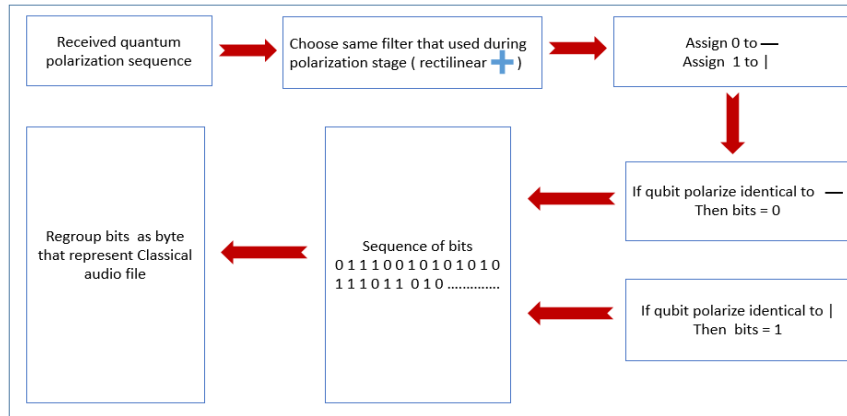 Received quantum
polarization sequence
Choose same filter that used during
polarization stage ( rectilinear + )
Assign 0 to —
Assign 1 to |
If qubit polarize identical to —
Then bits = 0
If qubit polarize identical to |
Then bits = 1
Sequence of bits
0 1 1 1 0 0 1 0 1 0 1 0 1 0
1 1 1 0 1 1 0 1 0 ..............
Regroup bits as byte
that represent Classical
audio file